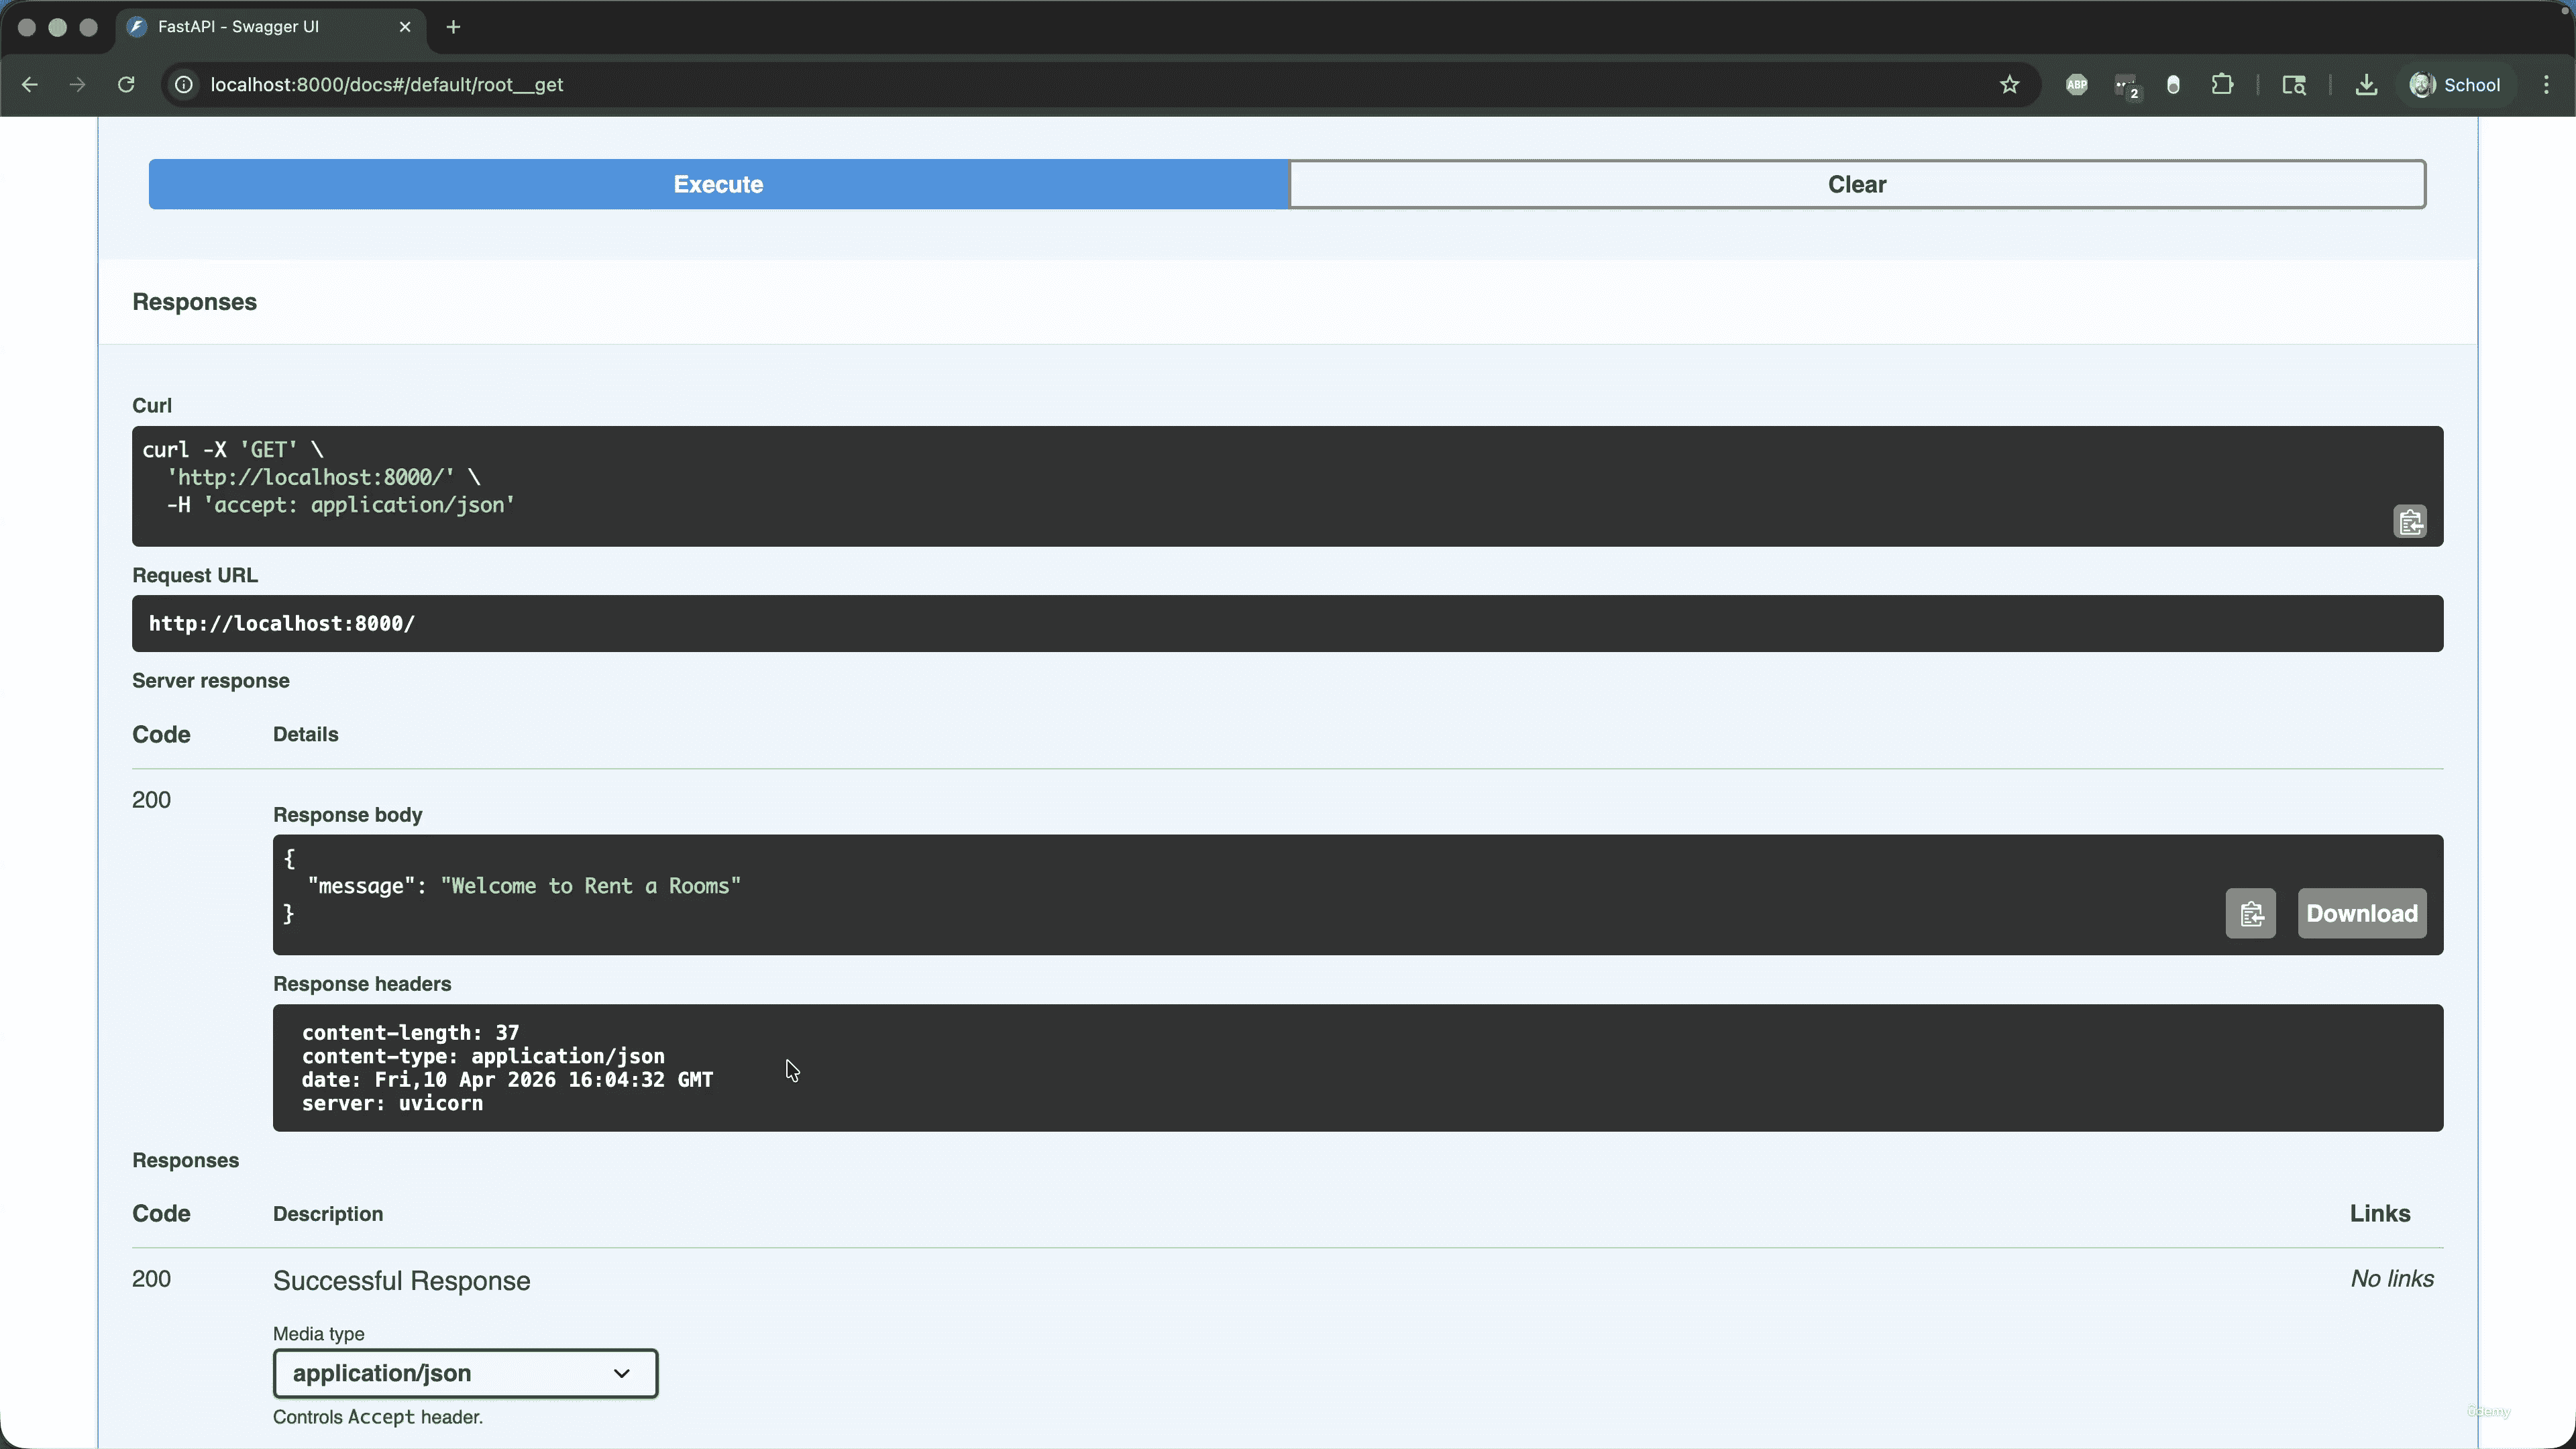 FastAPI - Swagger UI
localhost:8000/docs#/default/root__get
ABP
2
School
Execute
Clear
Responses
Curl
curl -X 'GET' \
'http://localhost:8000/' \
-H 'accept: application/json'
Request URL
http://localhost:8000/
Server response
Code Details
200
Response body
{
"message": "Welcome to Rent a Rooms"
}
Download
Response headers
content-length: 37
content-type: application/json
date: Fri,10 Apr 2026 16:04:32 GMT
server: uvicorn
Responses
Code Description Links
200 Successful Response No links
Media type
application/json
Controls Accept header.
ûdemy